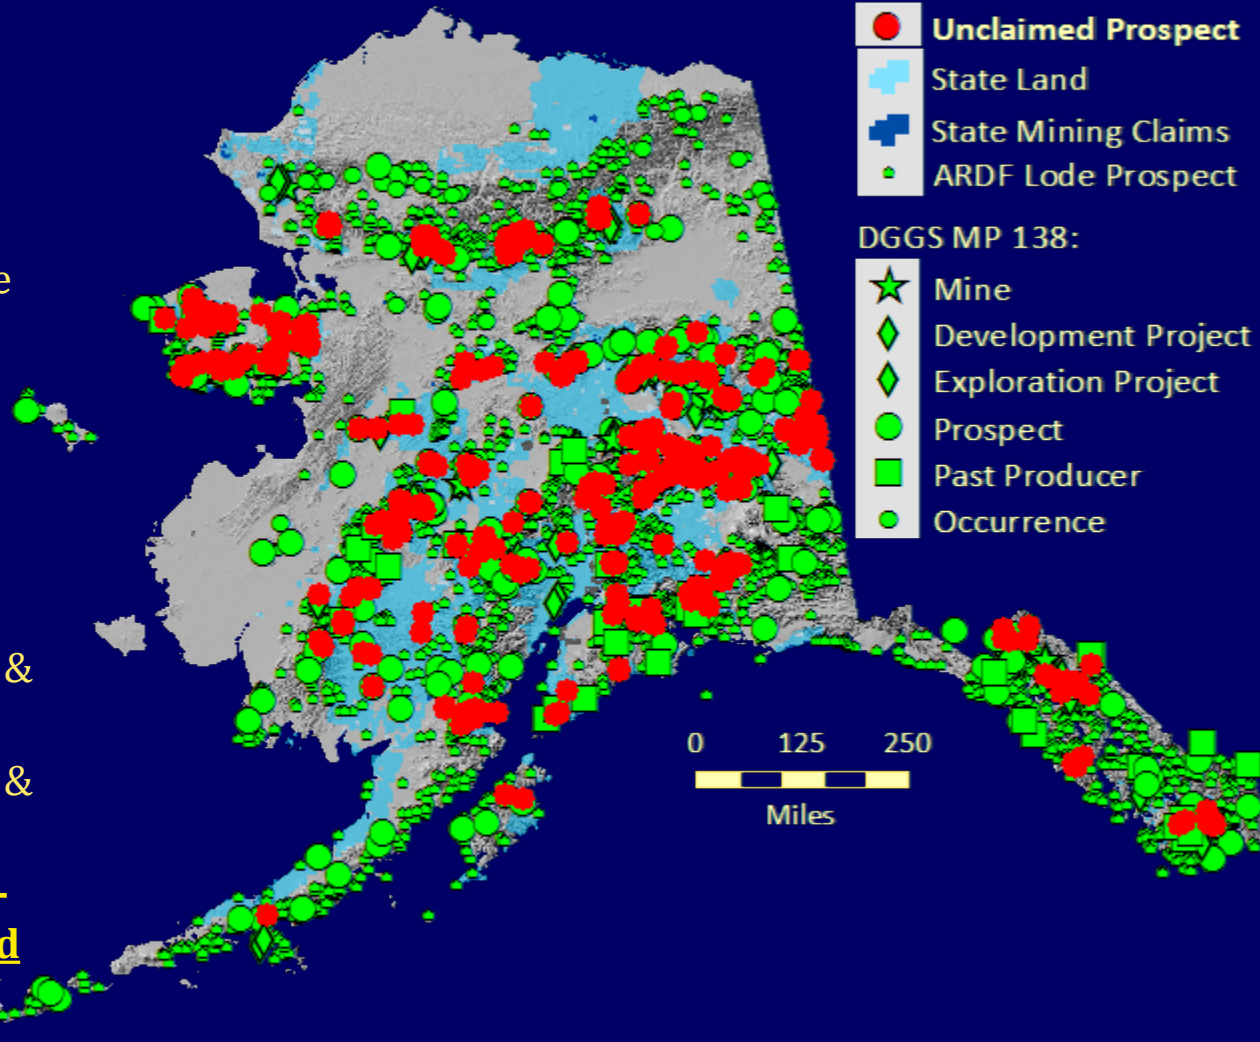 Unclaimed Prospect
State Land
State Mining Claims
ARDF Lode Prospect
DGGS MP 138:
Mine
Development Project
Exploration Project
Prospect
Past Producer
Occurrence
e
&
&
d
0 125 250
Miles